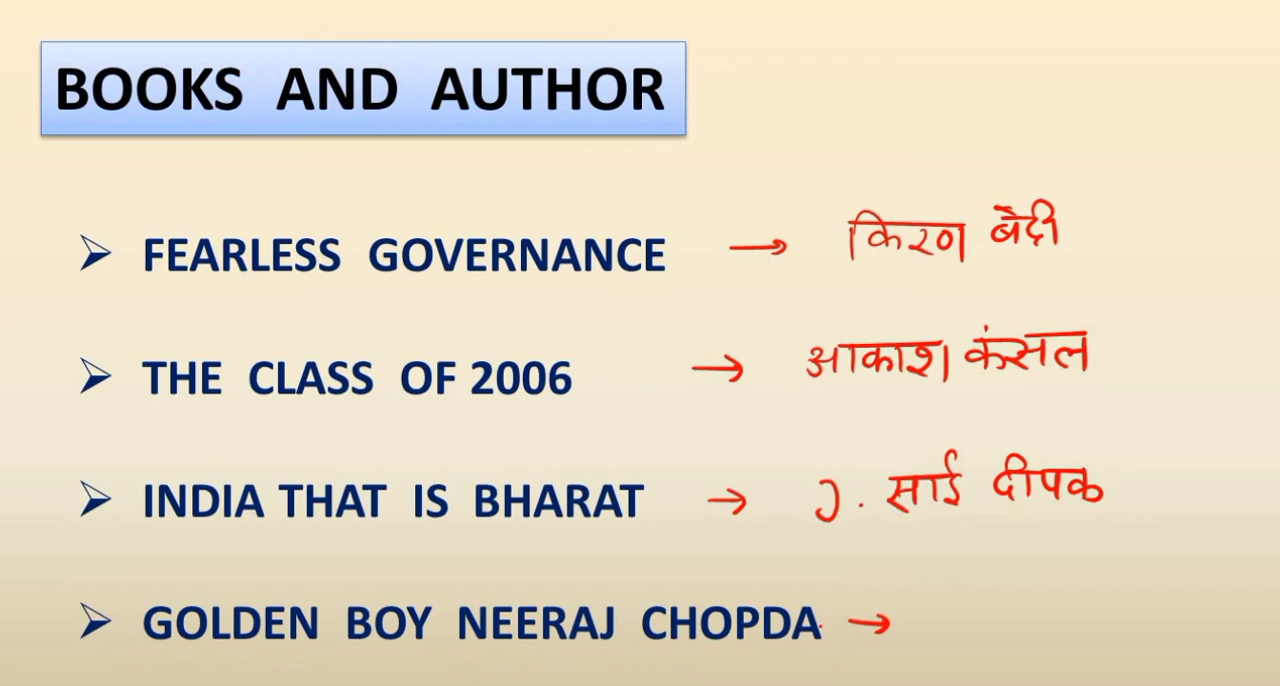 BOOKS AND AUTHOR
➢ FEARLESS GOVERNANCE → किरण बेदी
➢ THE CLASS OF 2006 → आकाश कंसल
➢ INDIA THAT IS BHARAT → J. साई दीपक
➢ GOLDEN BOY NEERAJ CHOPDA →